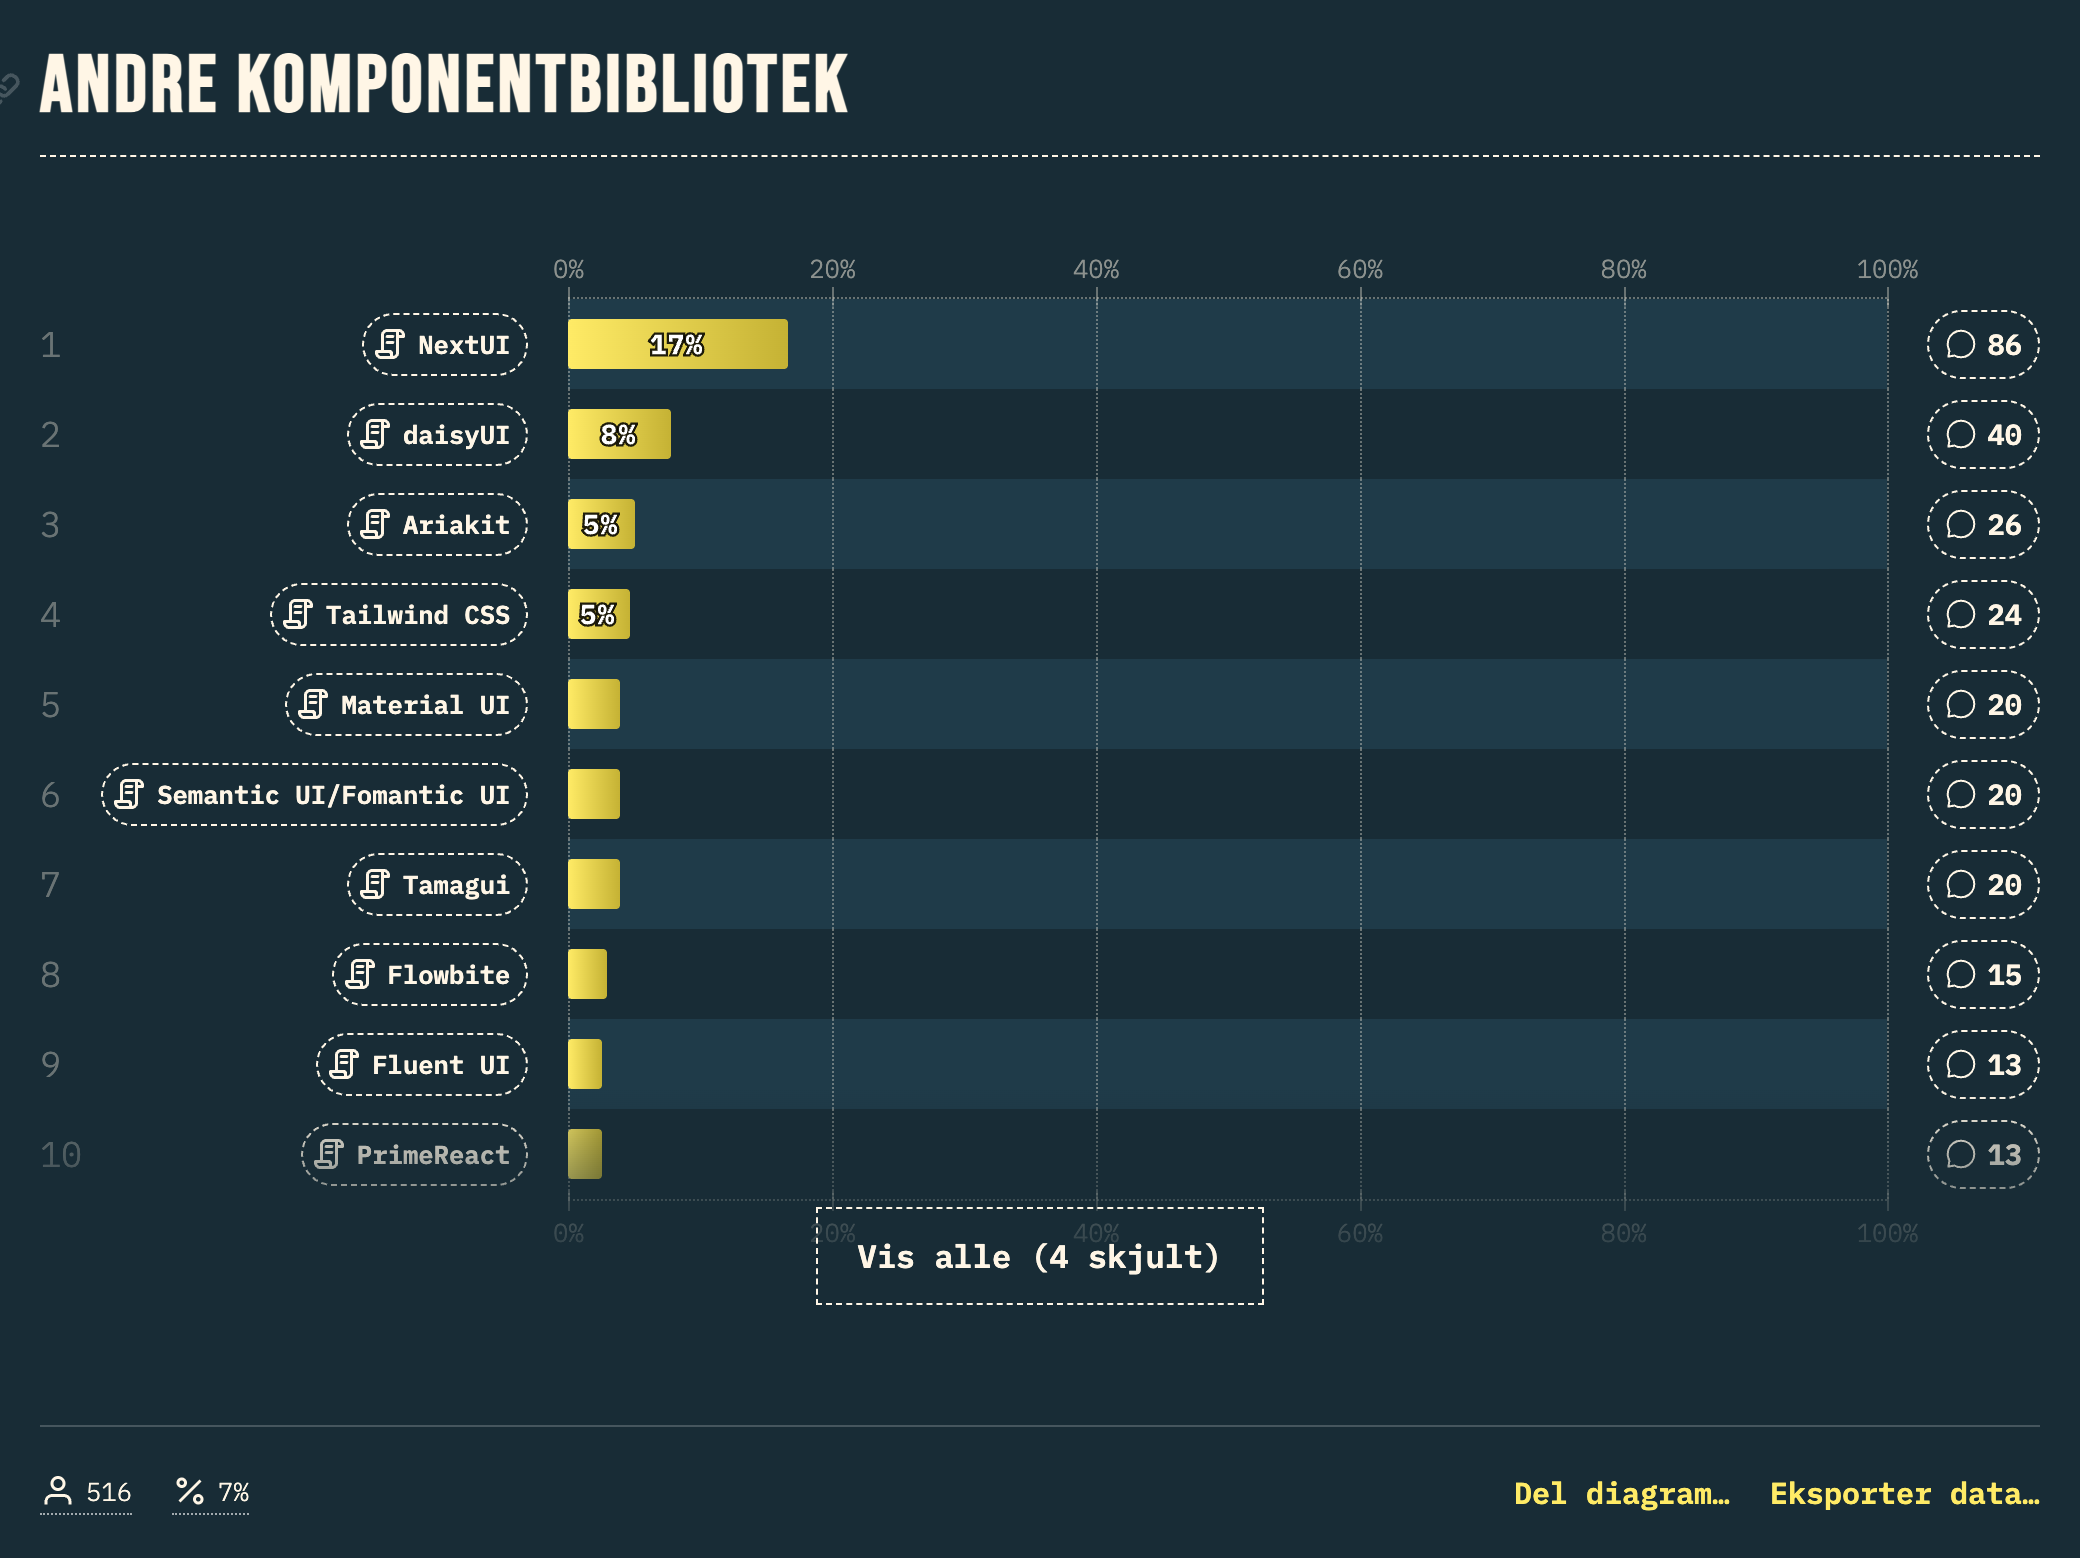 ANDRE KOMPONENTBIBLIOTEK
0% 20% 40% 60% 80% 100%
1 NextUI 17% 86
2 daisyUI 8% 40
3 Ariakit 5% 26
4 Tailwind CSS 5% 24
5 Material UI 20
6 Semantic UI/Fomantic UI 20
7 Tamagui 20
8 Flowbite 15
9 Fluent UI 13
10 PrimeReact 13
0% 20% 40% 60% 80% 100%
Vis alle (4 skjult)
516 7% Del diagram… Eksporter data…